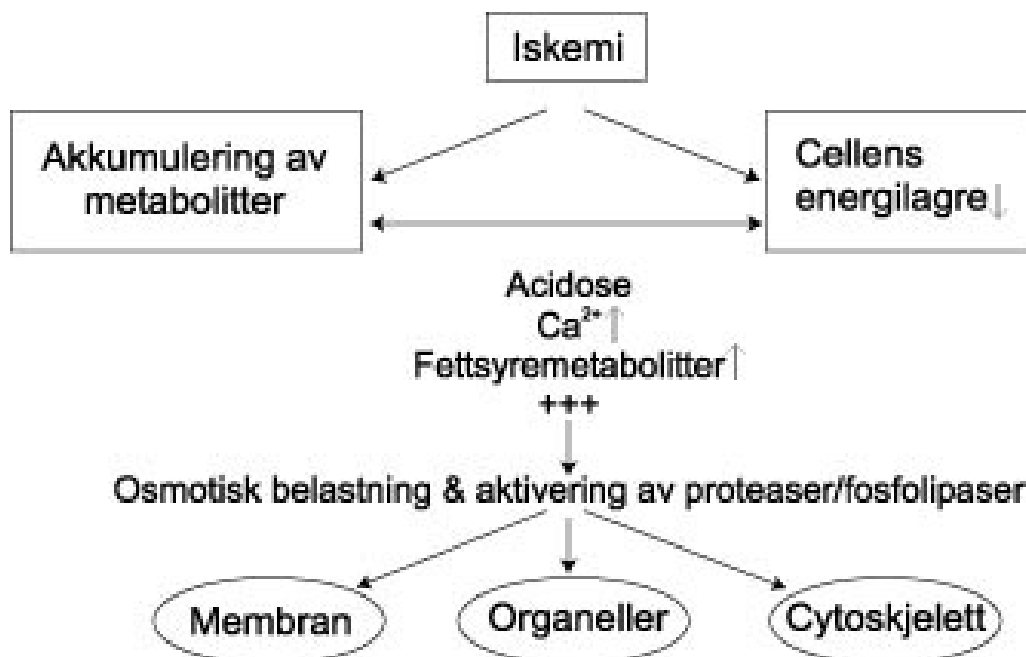 Iskemi
Akkumulering av
metabolitter
Cellens
energilagre↓
Acidose
Ca²⁺↑
Fettsyremetabolitter↑
+++
Osmotisk belastning & aktivering av proteaser/fosfolipaser
Membran
Organeller
Cytoskjelett